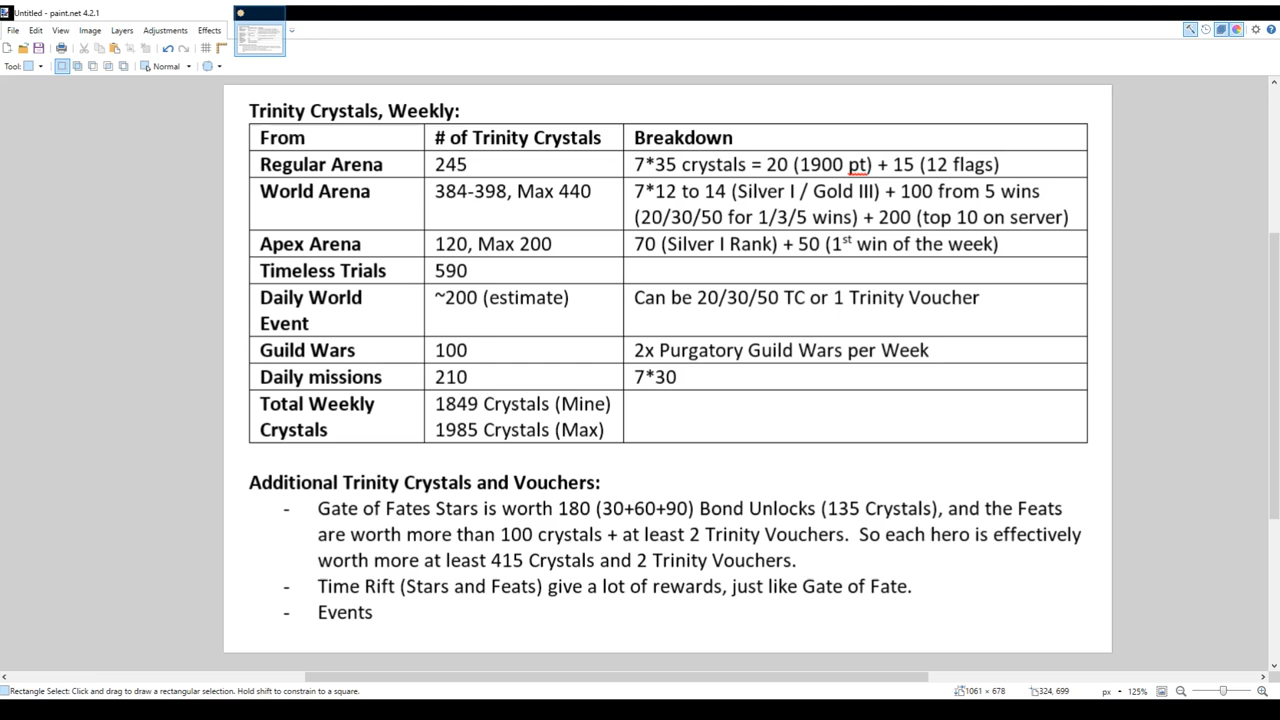 Untitled - paint.net 4.2.1
File Edit View Image Layers Adjustments Effects
Tool: Normal
Trinity Crystals, Weekly:
From # of Trinity Crystals Breakdown
Regular Arena 245 7*35 crystals = 20 (1900 pt) + 15 (12 flags)
World Arena 384-398, Max 440 7*12 to 14 (Silver I / Gold III) + 100 from 5 wins
(20/30/50 for 1/3/5 wins) + 200 (top 10 on server)
Apex Arena 120, Max 200 70 (Silver I Rank) + 50 (1st win of the week)
Timeless Trials 590
Daily World ~200 (estimate) Can be 20/30/50 TC or 1 Trinity Voucher
Event
Guild Wars 100 2x Purgatory Guild Wars per Week
Daily missions 210 7*30
Total Weekly 1849 Crystals (Mine)
Crystals 1985 Crystals (Max)
Additional Trinity Crystals and Vouchers:
- Gate of Fates Stars is worth 180 (30+60+90) Bond Unlocks (135 Crystals), and the Feats
are worth more than 100 crystals + at least 2 Trinity Vouchers. So each hero is effectively
worth more at least 415 Crystals and 2 Trinity Vouchers.
- Time Rift (Stars and Feats) give a lot of rewards, just like Gate of Fate.
- Events
Rectangle Select: Click and drag to draw a rectangular selection. Hold shift to constrain to a square. 1061 × 678 324, 699 px 125%